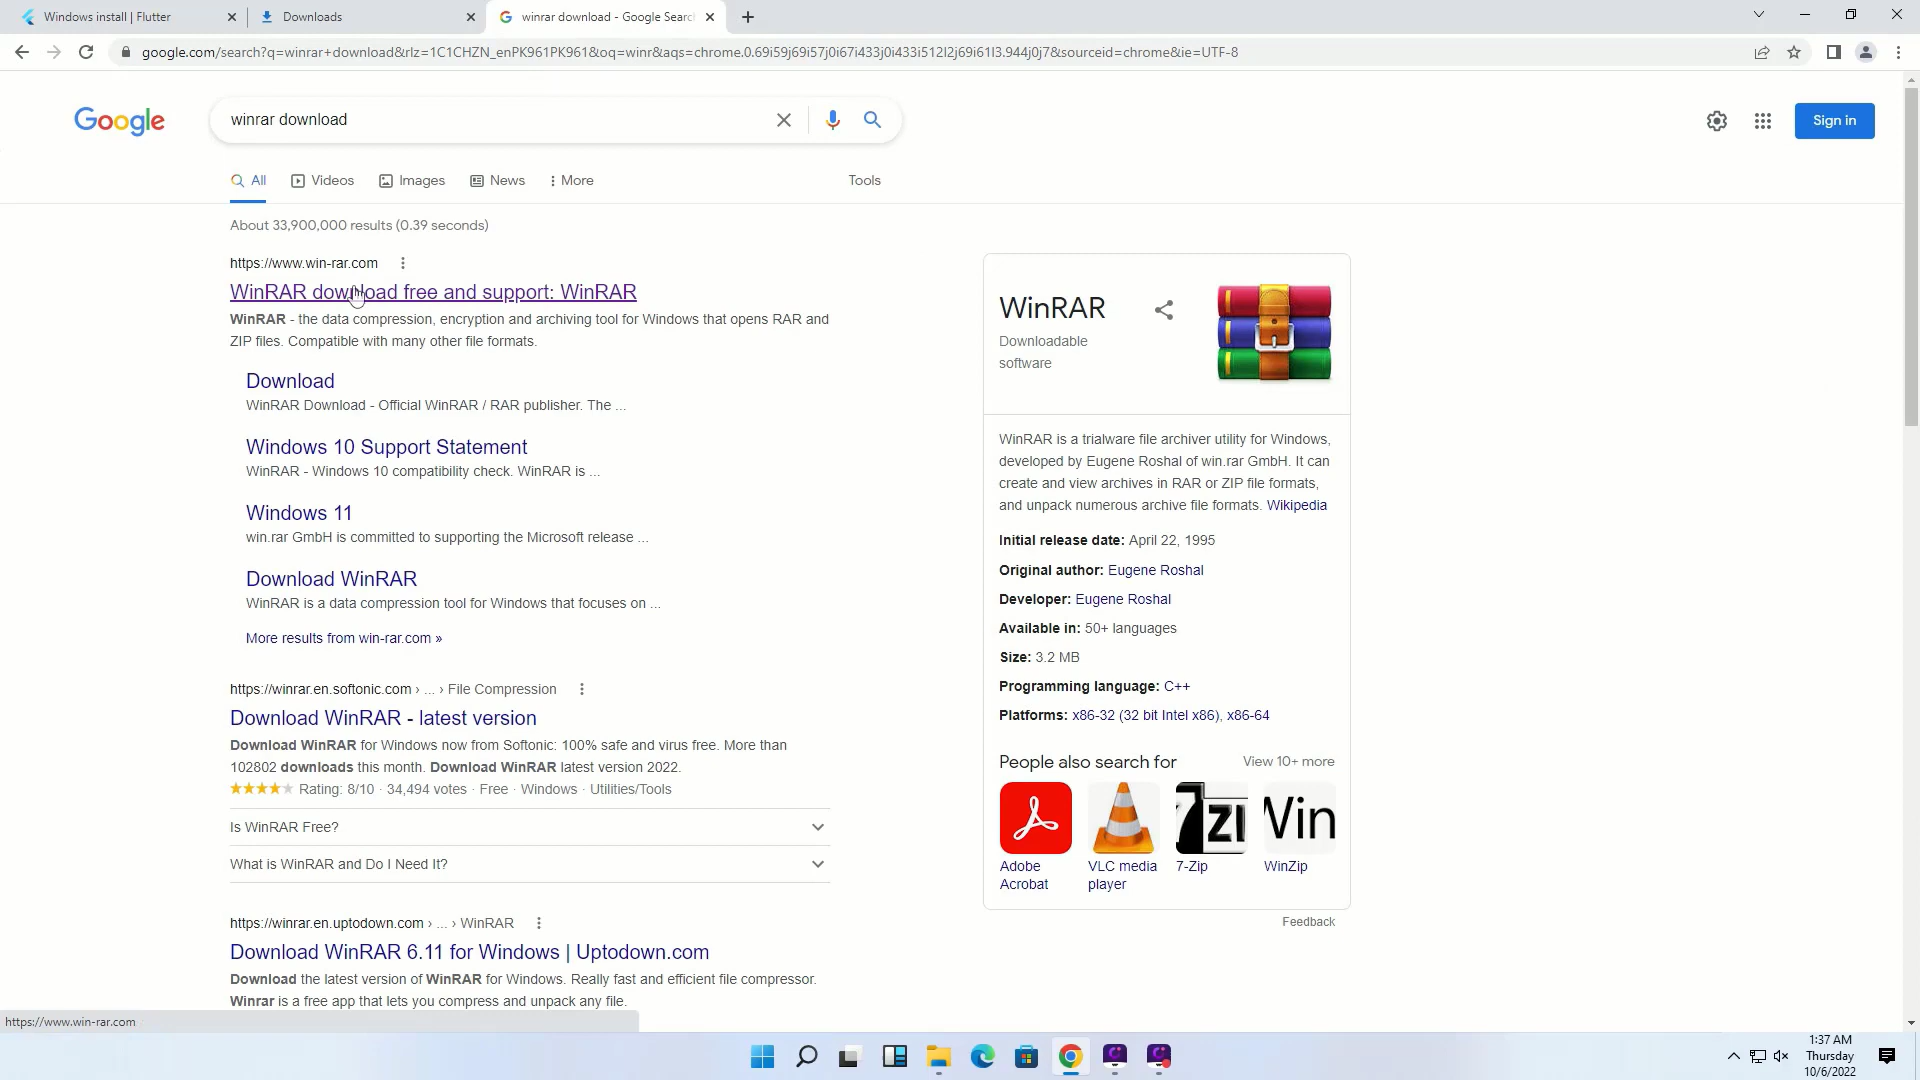 Windows install | Flutter
Downloads
winrar download - Google Searc
google.com/search?q=winrar+download&rlz=1C1CHZN_enPK961PK961&oq=winr&aqs=chrome.0.69i59j69i57j0i67i433j0i433i512l2j69i61l3.944j0j7&sourceid=chrome&ie=UTF-8
Google
winrar download
Sign in
All
Videos
Images
News
More
Tools
About 33,900,000 results (0.39 seconds)
https://www.win-rar.com
WinRAR download free and support: WinRAR
WinRAR - the data compression, encryption and archiving tool for Windows that opens RAR and
ZIP files. Compatible with many other file formats.
Download
WinRAR Download - Official WinRAR / RAR publisher. The ...
Windows 10 Support Statement
WinRAR - Windows 10 compatibility check. WinRAR is ...
Windows 11
win.rar GmbH is committed to supporting the Microsoft release ...
Download WinRAR
WinRAR is a data compression tool for Windows that focuses on ...
More results from win-rar.com »
https://winrar.en.softonic.com › ... › File Compression
Download WinRAR - latest version
Download WinRAR for Windows now from Softonic: 100% safe and virus free. More than
102802 downloads this month. Download WinRAR latest version 2022.
Rating: 8/10 · 34,494 votes · Free · Windows · Utilities/Tools
Is WinRAR Free?
What is WinRAR and Do I Need It?
https://winrar.en.uptodown.com › ... › WinRAR
Download WinRAR 6.11 for Windows | Uptodown.com
Download the latest version of WinRAR for Windows. Really fast and efficient file compressor.
Winrar is a free app that lets you compress and unpack any file.
WinRAR
Downloadable
software
WinRAR is a trialware file archiver utility for Windows,
developed by Eugene Roshal of win.rar GmbH. It can
create and view archives in RAR or ZIP file formats,
and unpack numerous archive file formats. Wikipedia
Initial release date: April 22, 1995
Original author: Eugene Roshal
Developer: Eugene Roshal
Available in: 50+ languages
Size: 3.2 MB
Programming language: C++
Platforms: x86-32 (32 bit Intel x86), x86-64
People also search for
View 10+ more
7zi
Win
Adobe
Acrobat
VLC media
player
7-Zip
WinZip
Feedback
https://www.win-rar.com
1:37 AM
Thursday
10/6/2022